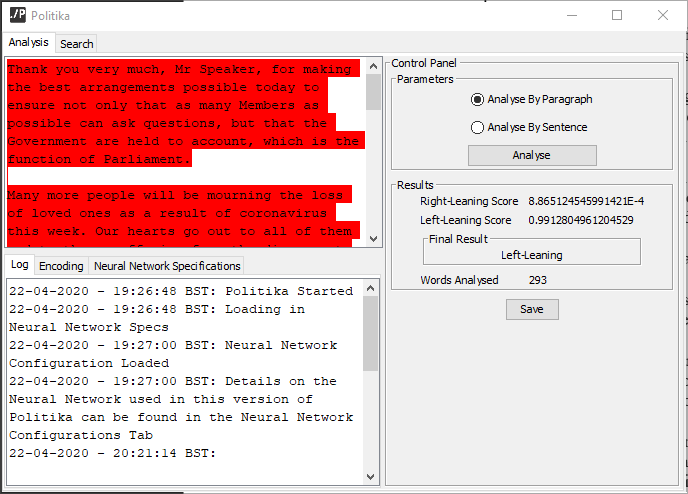 ./P Politika
Analysis Search
Thank you very much, Mr Speaker, for making
the best arrangements possible today to
ensure not only that as many Members as
possible can ask questions, but that the
Government are held to account, which is the
function of Parliament.
Many more people will be mourning the loss
of loved ones as a result of coronavirus
this week. Our hearts go out to all of them
Log Encoding Neural Network Specifications
22-04-2020 - 19:26:48 BST: Politika Started
22-04-2020 - 19:26:48 BST: Loading in
Neural Network Specs
22-04-2020 - 19:27:00 BST: Neural Network
Configuration Loaded
22-04-2020 - 19:27:00 BST: Details on the
Neural Network used in this version of
Politika can be found in the Neural Network
Configurations Tab
22-04-2020 - 20:21:14 BST:
Control Panel
Parameters
Analyse By Paragraph
Analyse By Sentence
Analyse
Results
Right-Leaning Score 8.865124545991421E-4
Left-Leaning Score 0.9912804961204529
Final Result
Left-Leaning
Words Analysed 293
Save